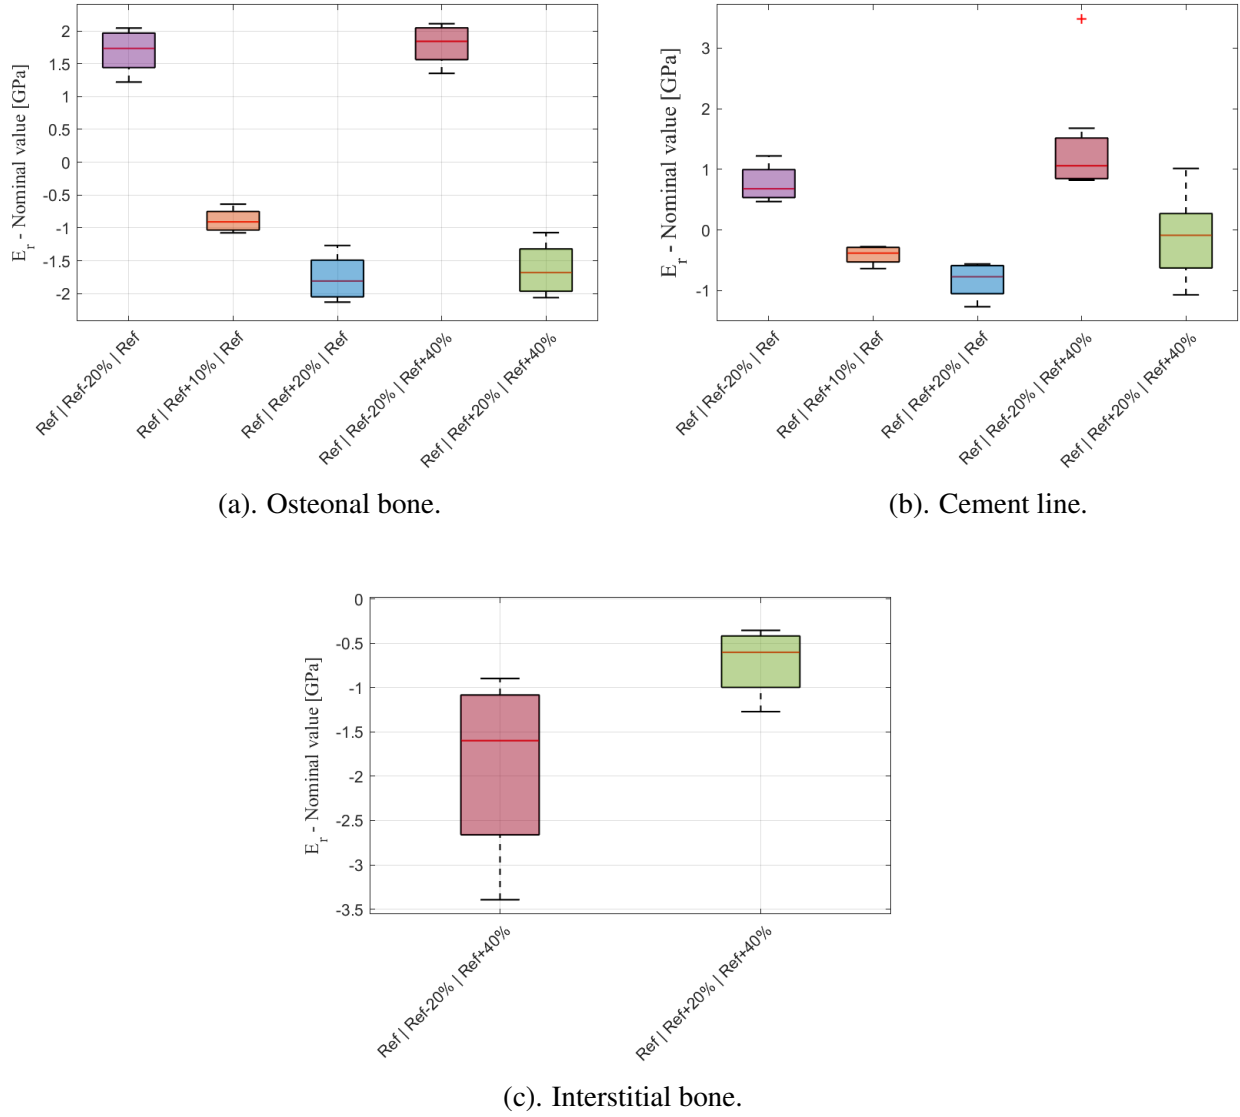 E_r - Nominal value [GPa]
2
1.5
1
0.5
0
-0.5
-1
-1.5
-2
Ref | Ref-20% | Ref
Ref | Ref+10% | Ref
Ref | Ref+20% | Ref
Ref | Ref-20% | Ref+40%
Ref | Ref+20% | Ref+40%
(a). Osteonal bone.
E_r - Nominal value [GPa]
3
2
1
0
-1
Ref | Ref-20% | Ref
Ref | Ref+10% | Ref
Ref | Ref+20% | Ref
Ref | Ref-20% | Ref+40%
Ref | Ref+20% | Ref+40%
(b). Cement line.
E_r - Nominal value [GPa]
0
-0.5
-1
-1.5
-2
-2.5
-3
-3.5
Ref | Ref-20% | Ref+40%
Ref | Ref+20% | Ref+40%
(c). Interstitial bone.